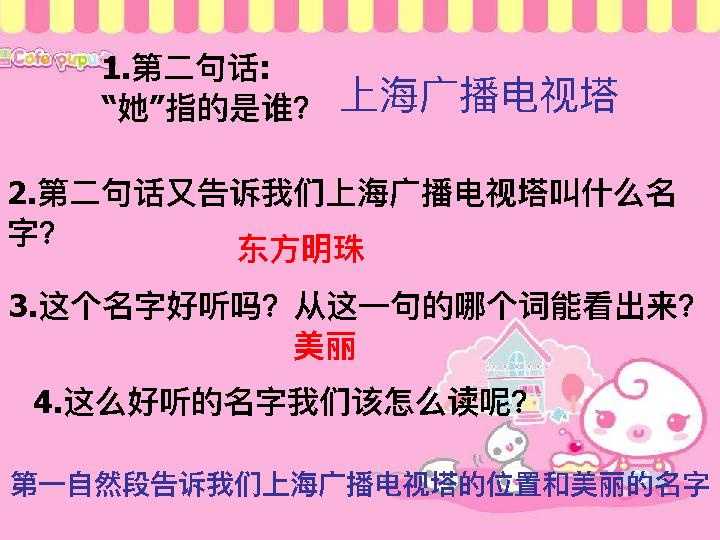 Cafe pupu
1.第二句话:
“她”指的是谁?
上海广播电视塔
2.第二句话又告诉我们上海广播电视塔叫什么名
字?
东方明珠
3.这个名字好听吗? 从这一句的哪个词能看出来?
美丽
4.这么好听的名字我们该怎么读呢?
第一自然段告诉我们上海广播电视塔的位置和美丽的名字